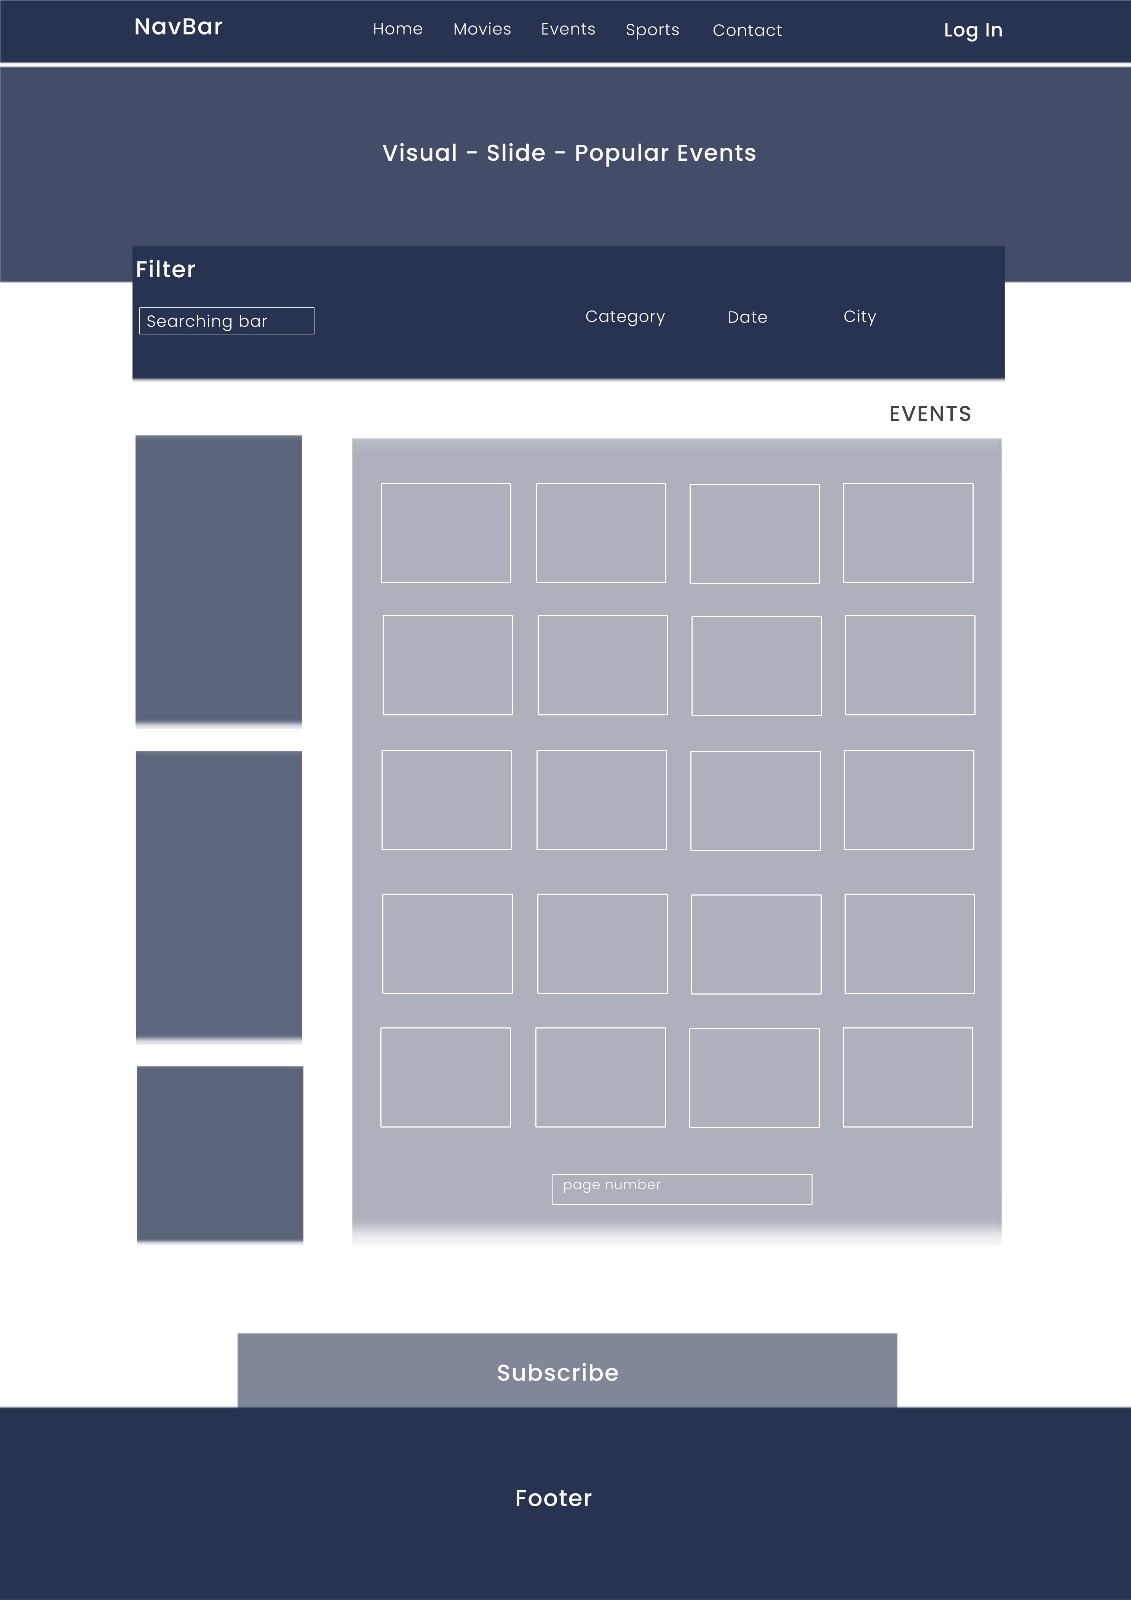 NavBar
Home Movies Events Sports Contact
Log In
Visual - Slide - Popular Events
Filter
Searching bar
Category Date City
EVENTS
page number
Subscribe
Footer